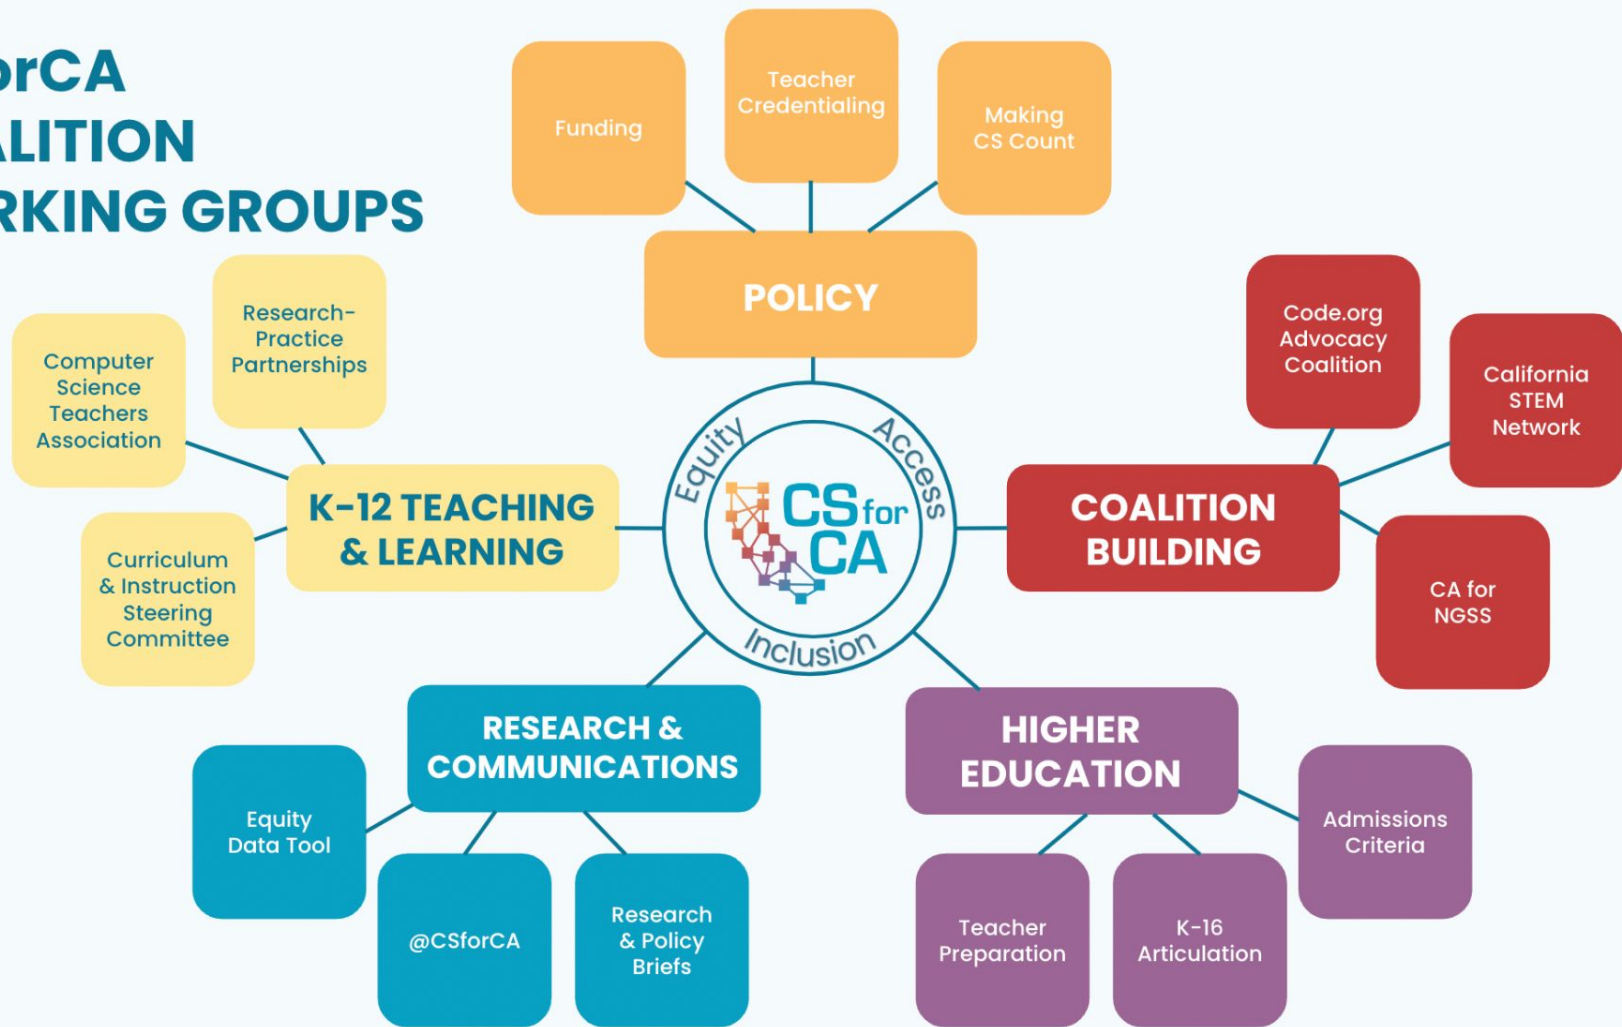 orCA
ALITION
RKING GROUPS
Funding
Teacher
Credentialing
Making
CS Count
POLICY
Research-
Practice
Partnerships
Computer
Science
Teachers
Association
Curriculum
& Instruction
Steering
Committee
K-12 TEACHING
& LEARNING
Equity
Access
Inclusion
CS for
CA
Code.org
Advocacy
Coalition
California
STEM
Network
CA for
NGSS
COALITION
BUILDING
RESEARCH &
COMMUNICATIONS
Equity
Data Tool
@CSforCA
Research
& Policy
Briefs
HIGHER
EDUCATION
Teacher
Preparation
K-16
Articulation
Admissions
Criteria